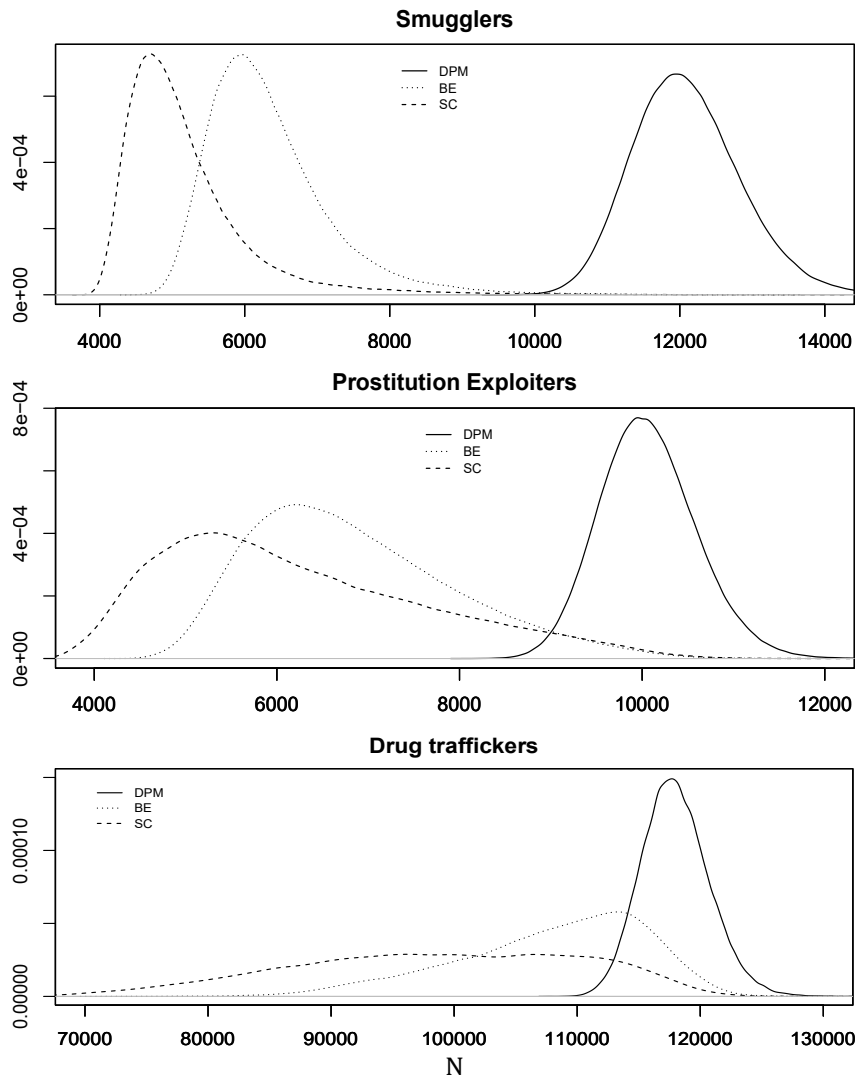 Smugglers
DPM
BE
SC
0e+00 4e−04
4000 6000 8000 10000 12000 14000
Prostitution Exploiters
DPM
BE
SC
0e+00 4e−04 8e−04
4000 6000 8000 10000 12000
Drug traffickers
DPM
BE
SC
0.00000 0.00010
70000 80000 90000 100000 110000 120000 130000
N